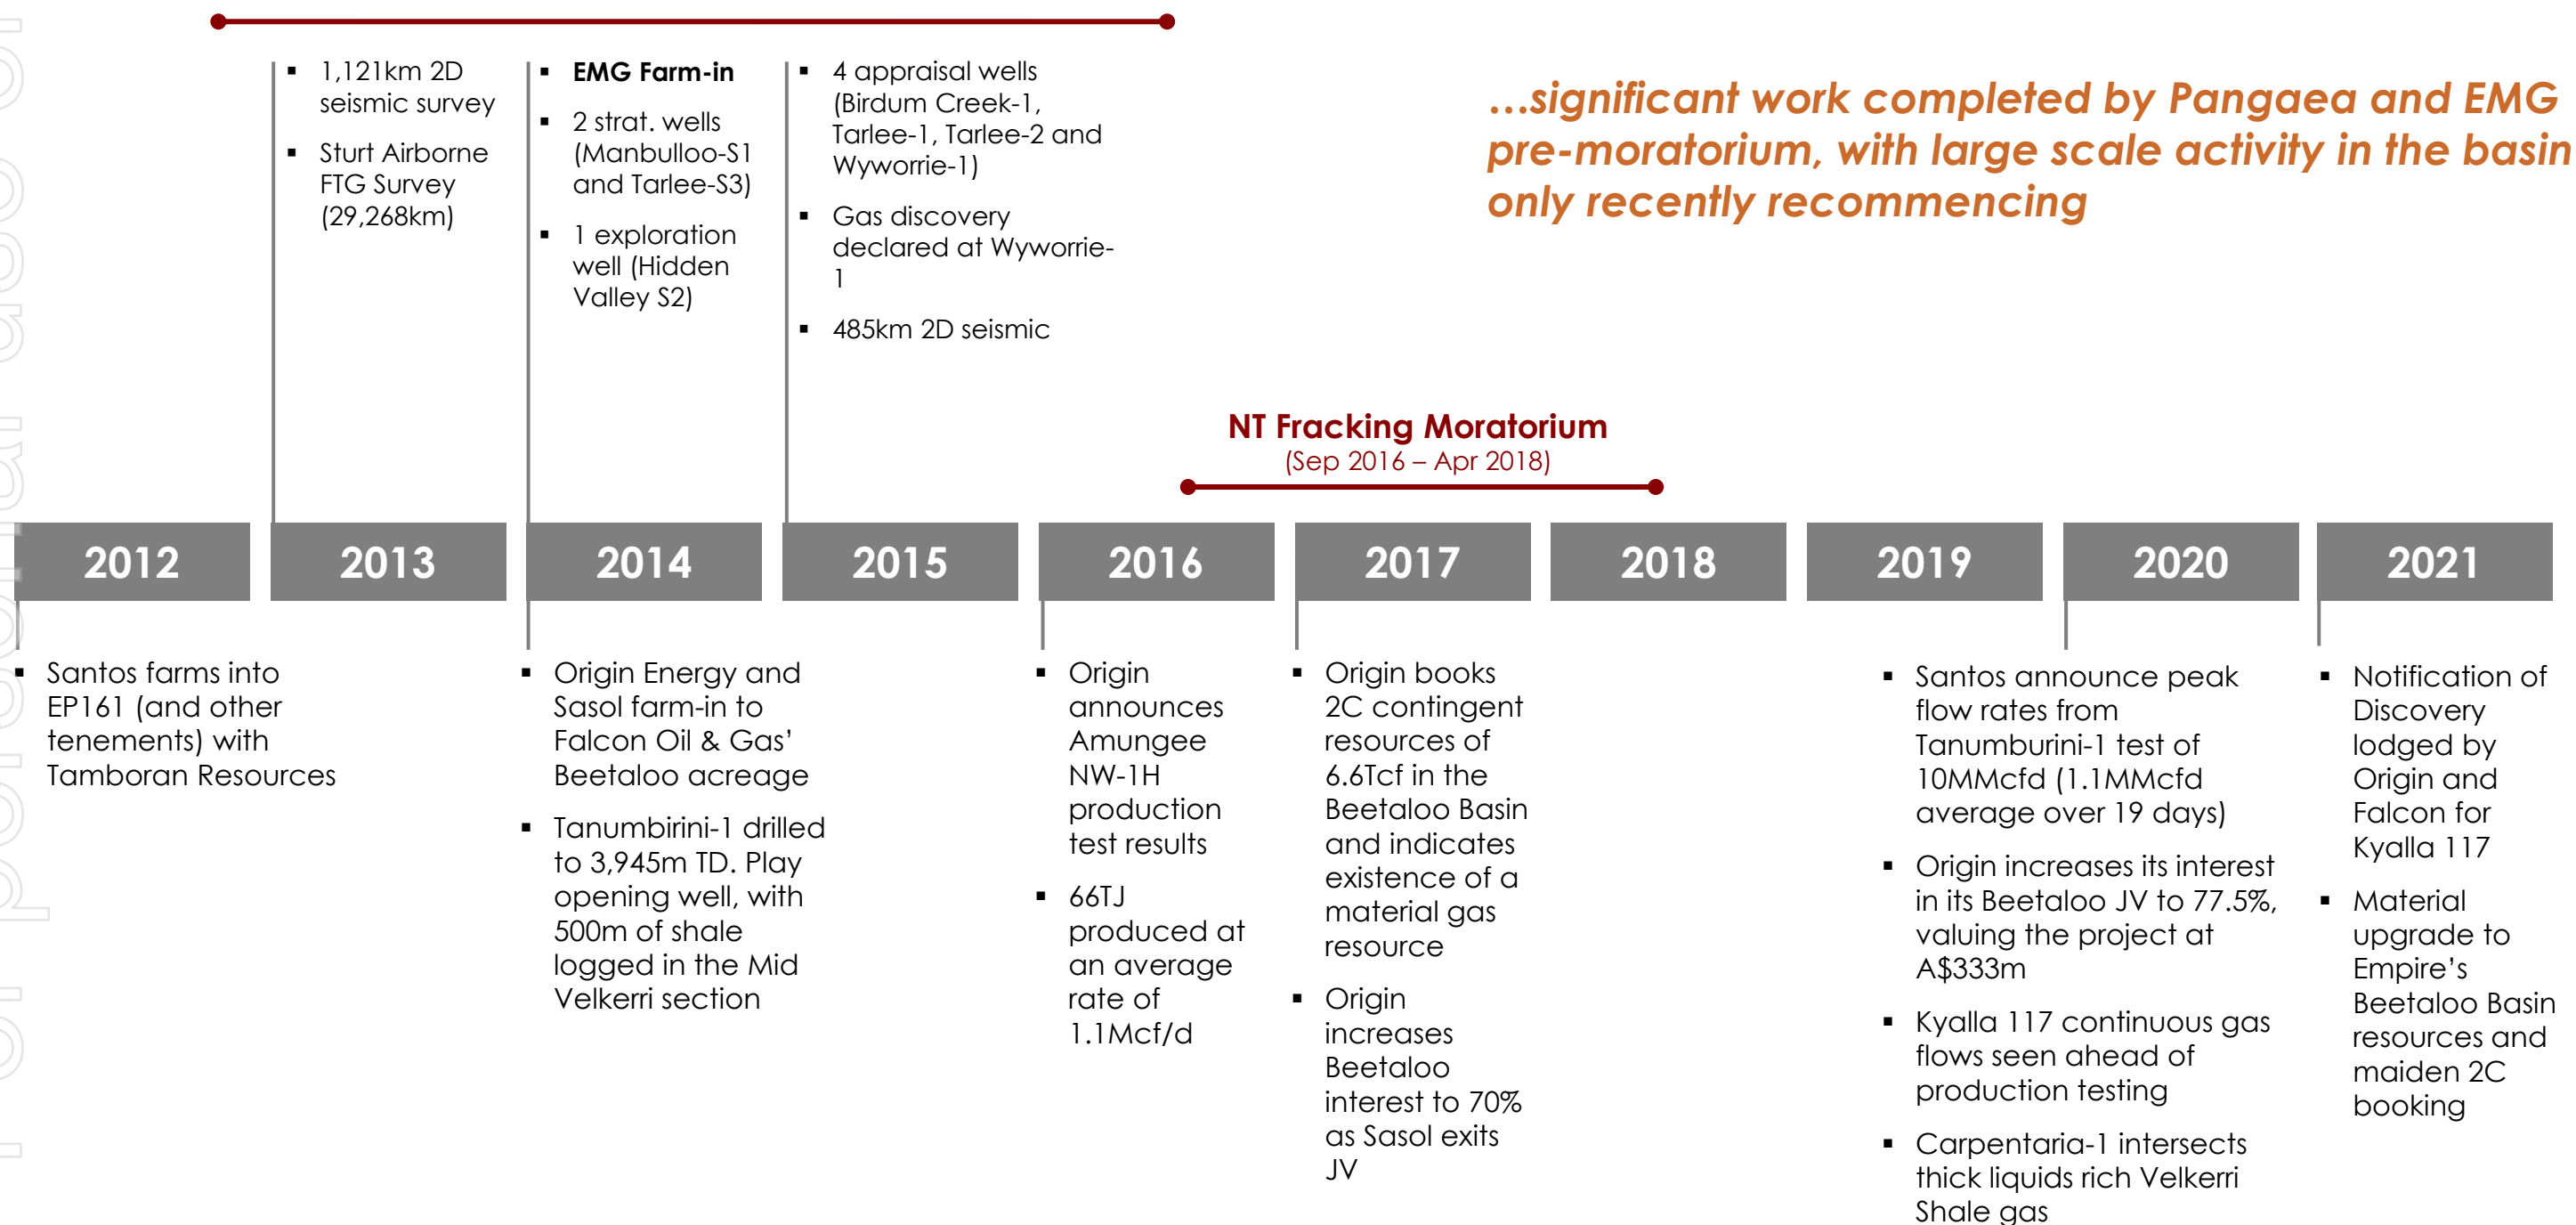 ▪ 1,121km 2D
seismic survey
▪ Sturt Airborne
FTG Survey
(29,268km)
▪ EMG Farm-in
▪ 2 strat. wells
(Manbulloo-S1
and Tarlee-S3)
▪ 1 exploration
well (Hidden
Valley S2)
▪ 4 appraisal wells
(Birdum Creek-1,
Tarlee-1, Tarlee-2 and
Wyworrie-1)
▪ Gas discovery
declared at Wyworrie-
1
▪ 485km 2D seismic
...significant work completed by Pangaea and EMG
pre-moratorium, with large scale activity in the basin
only recently recommencing
NT Fracking Moratorium
(Sep 2016 – Apr 2018)
2012
2013
2014
2015
2016
2017
2018
2019
2020
2021
▪ Santos farms into
EP161 (and other
tenements) with
Tamboran Resources
▪ Origin Energy and
Sasol farm-in to
Falcon Oil & Gas’
Beetaloo acreage
▪ Tanumbirini-1 drilled
to 3,945m TD. Play
opening well, with
500m of shale
logged in the Mid
Velkerri section
▪ Origin
announces
Amungee
NW-1H
production
test results
▪ 66TJ
produced at
an average
rate of
1.1Mcf/d
▪ Origin books
2C contingent
resources of
6.6Tcf in the
Beetaloo Basin
and indicates
existence of a
material gas
resource
▪ Origin
increases
Beetaloo
interest to 70%
as Sasol exits
JV
▪ Santos announce peak
flow rates from
Tanumburini-1 test of
10MMcfd (1.1MMcfd
average over 19 days)
▪ Origin increases its interest
in its Beetaloo JV to 77.5%,
valuing the project at
A$333m
▪ Kyalla 117 continuous gas
flows seen ahead of
production testing
▪ Carpentaria-1 intersects
thick liquids rich Velkerri
Shale gas
▪ Notification of
Discovery
lodged by
Origin and
Falcon for
Kyalla 117
▪ Material
upgrade to
Empire’s
Beetaloo Basin
resources and
maiden 2C
booking